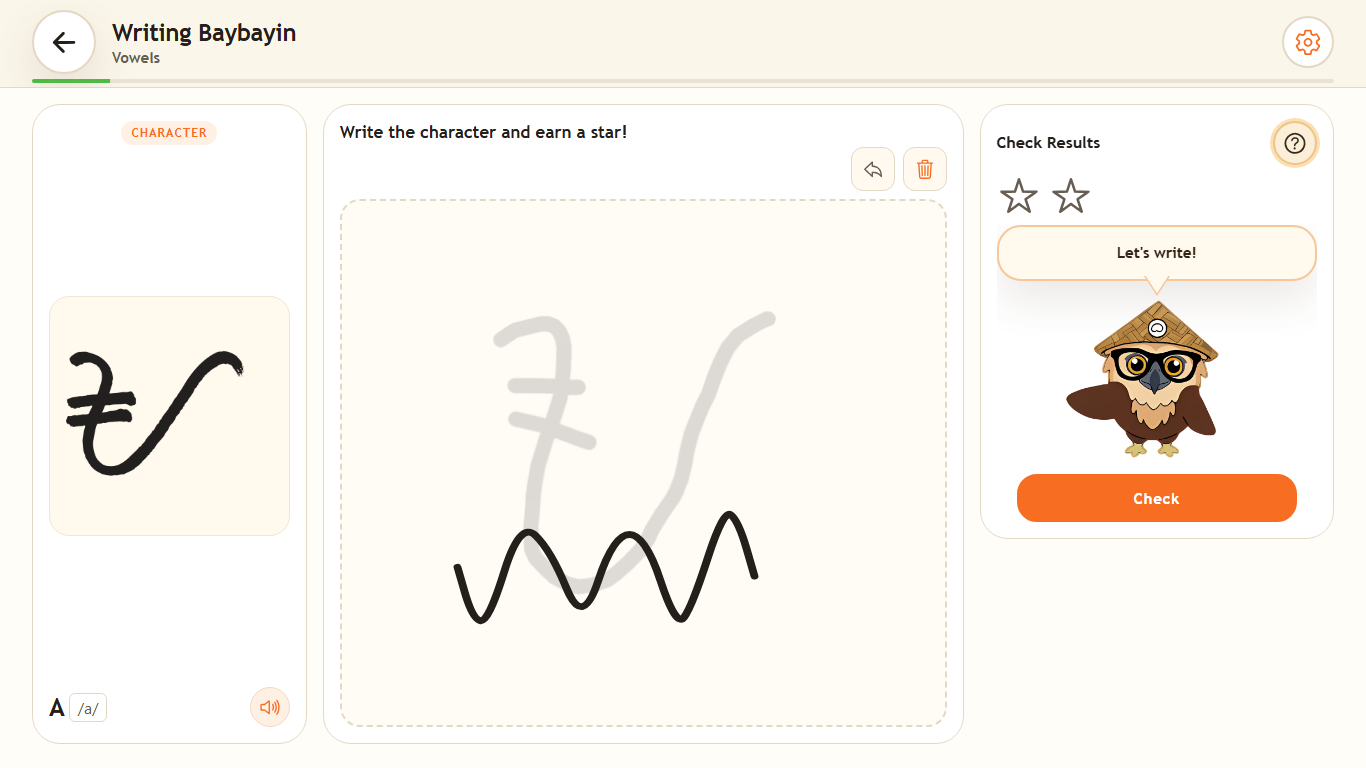 Writing Baybayin
Vowels
CHARACTER
ᜀ
A /a/
Write the character and earn a star!
ᜀ
Check Results
Let's write!
Check